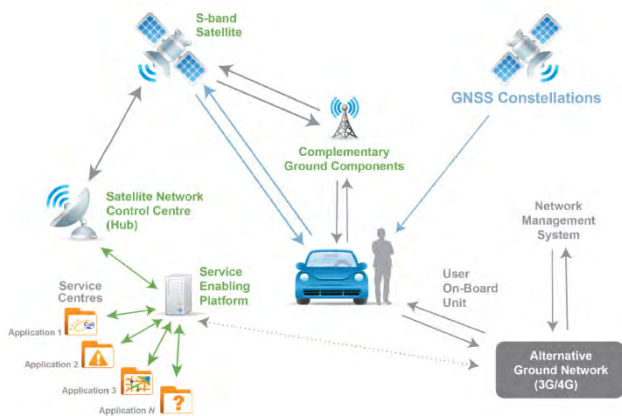 S-band
Satellite
GNSS Constellations
Complementary
Ground Components
Satellite Network
Control Centre
(Hub)
Network
Management
System
Service
Centres
Service
Enabling
Platform
User
On-Board
Unit
Application 1
Application 2
Application 3
Application N
?
Alternative
Ground Network
(3G/4G)